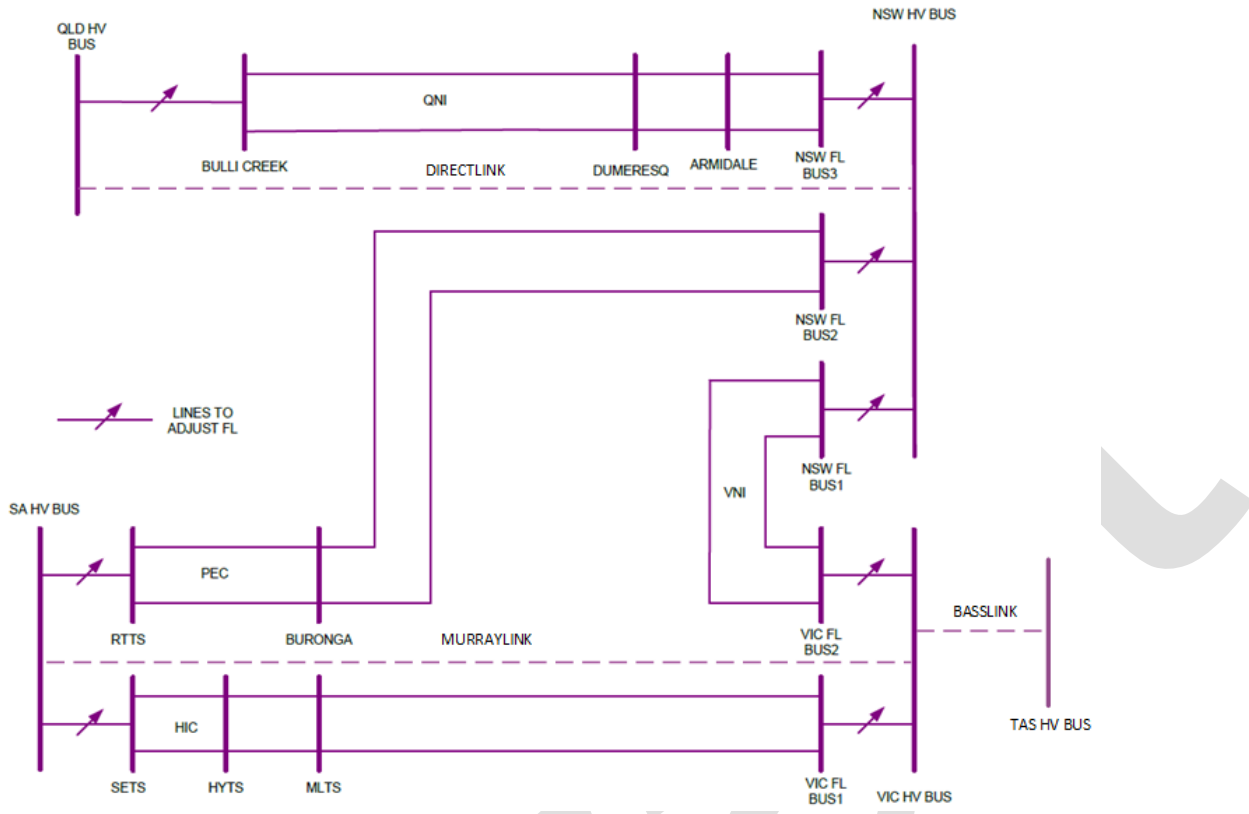 QLD HV
BUS
NSW HV BUS
QNI
BULLI CREEK
DIRECTLINK
DUMERESQ
ARMIDALE
NSW FL
BUS3
NSW FL
BUS2
LINES TO
ADJUST FL
NSW FL
BUS1
VNI
SA HV BUS
PEC
BASSLINK
RTTS
BURONGA
MURRAYLINK
VIC FL
BUS2
HIC
TAS HV BUS
SETS
HYTS
MLTS
VIC FL
BUS1
VIC HV BUS